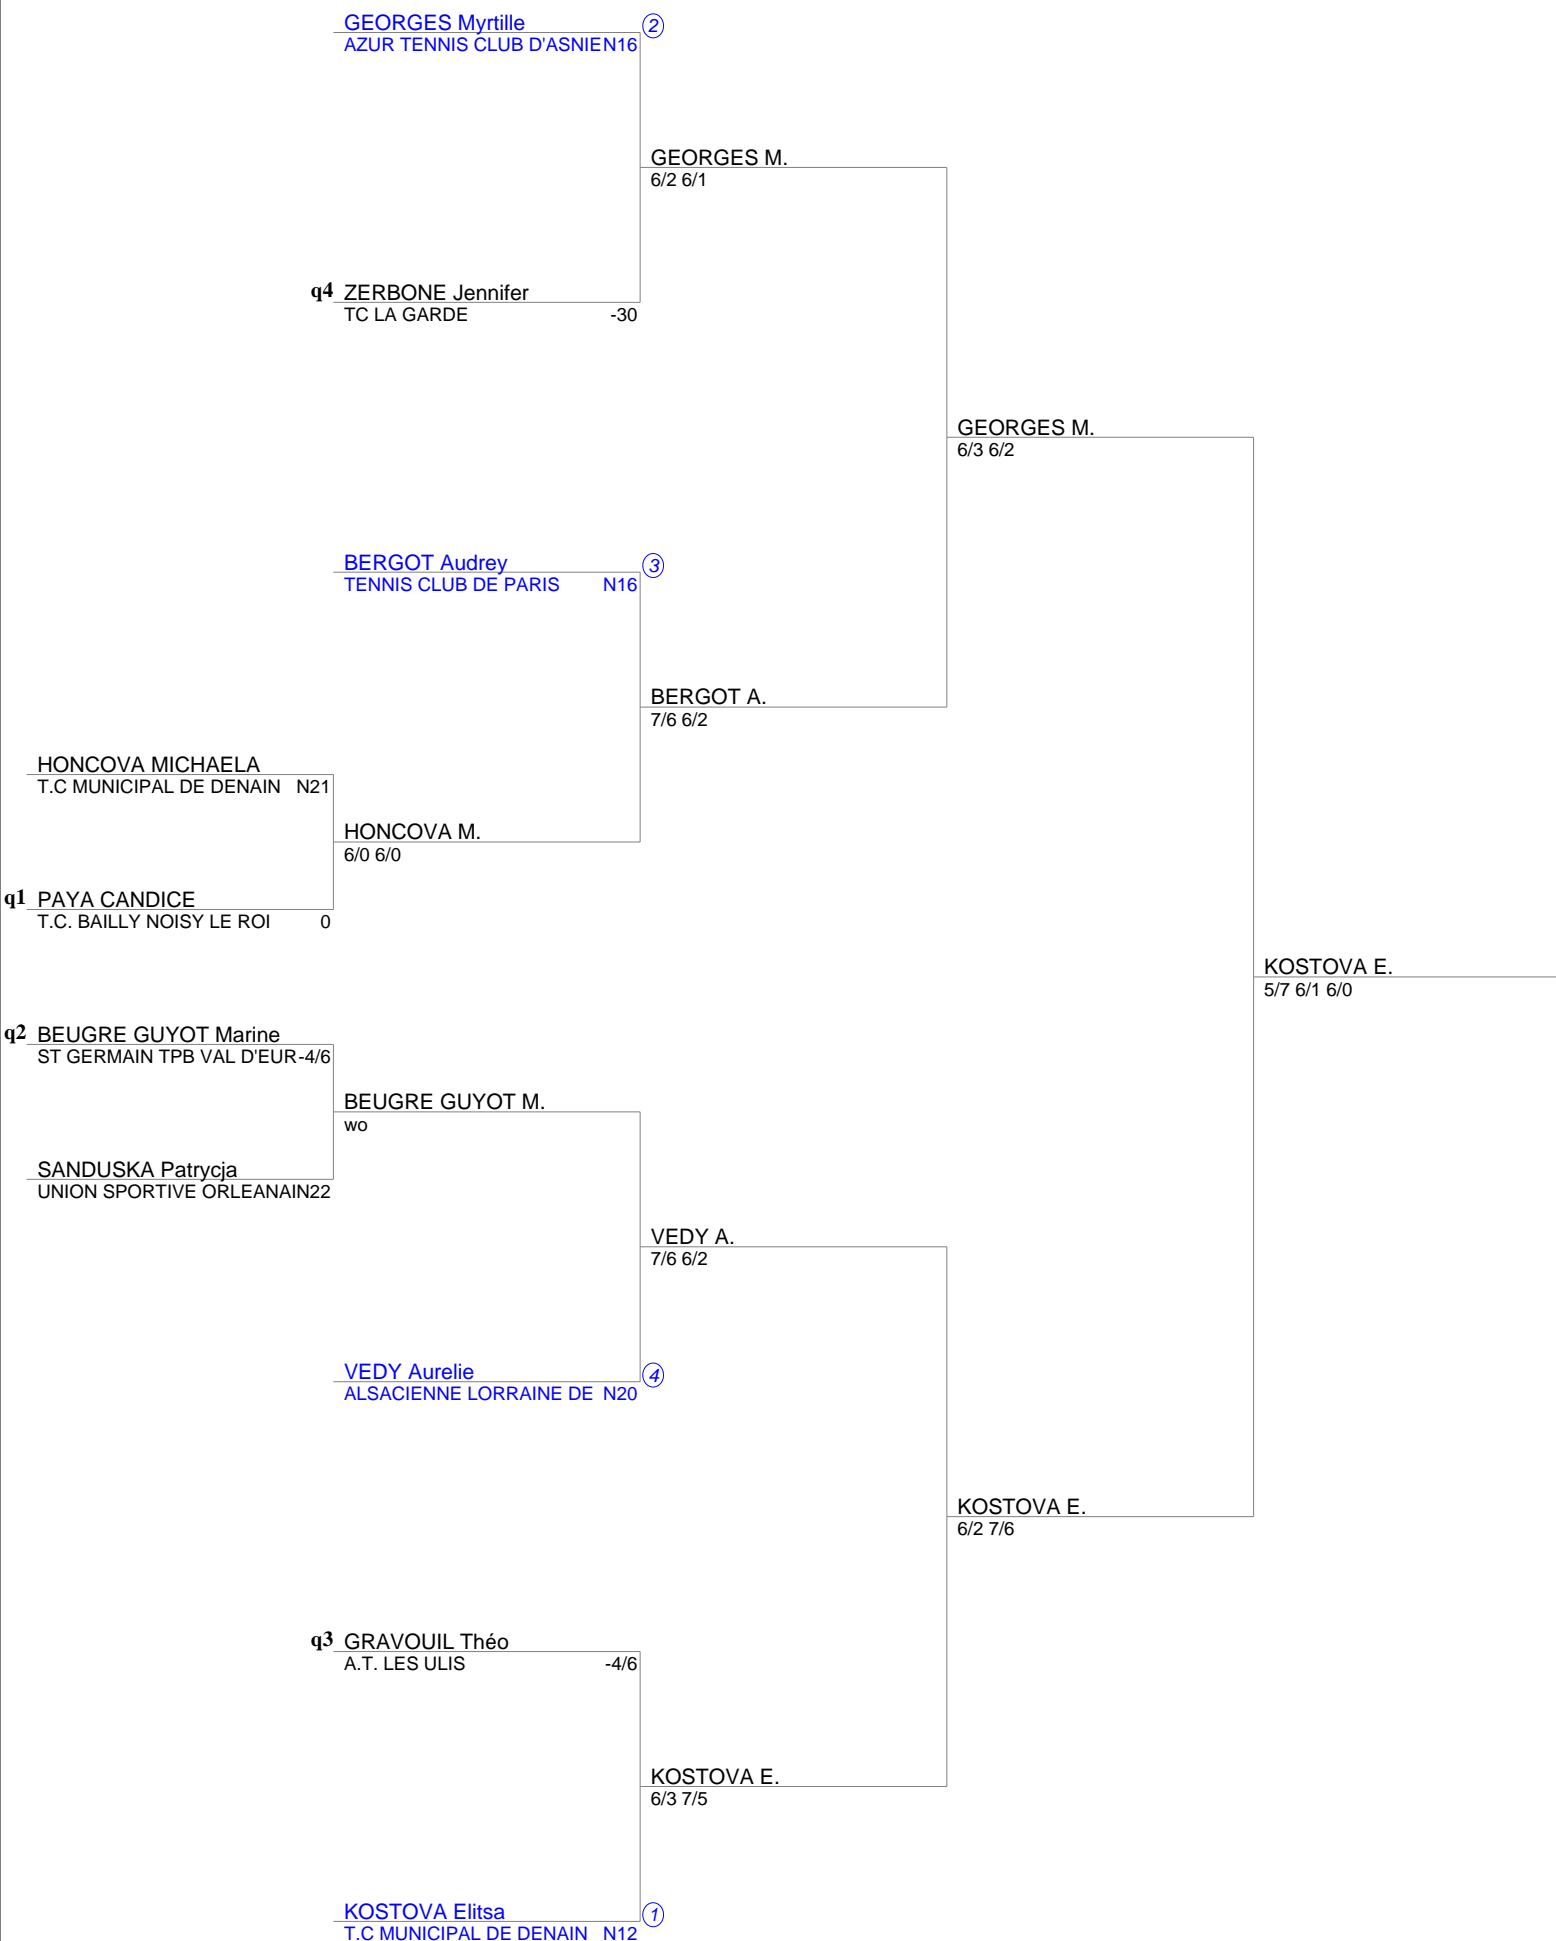 GEORGES Myrtille 2
AZUR TENNIS CLUB D'ASNIEN16
GEORGES M.
6/2 6/1
q4 ZERBONE Jennifer
TC LA GARDE -30
GEORGES M.
6/3 6/2
BERGOT Audrey 3
TENNIS CLUB DE PARIS N16
BERGOT A.
7/6 6/2
HONCOVA MICHAELA
T.C MUNICIPAL DE DENAIN N21
HONCOVA M.
6/0 6/0
q1 PAYA CANDICE
T.C. BAILLY NOISY LE ROI 0
KOSTOVA E.
5/7 6/1 6/0
q2 BEUGRE GUYOT Marine
ST GERMAIN TPB VAL D'EUR-4/6
BEUGRE GUYOT M.
wo
SANDUSKA Patrycja
UNION SPORTIVE ORLEANAIN22
VEDY A.
7/6 6/2
VEDY Aurelie 4
ALSACIENNE LORRAINE DE N20
KOSTOVA E.
6/2 7/6
q3 GRAVOUIL Théo
A.T. LES ULIS -4/6
KOSTOVA E.
6/3 7/5
KOSTOVA Elitsa 1
T.C MUNICIPAL DE DENAIN N12